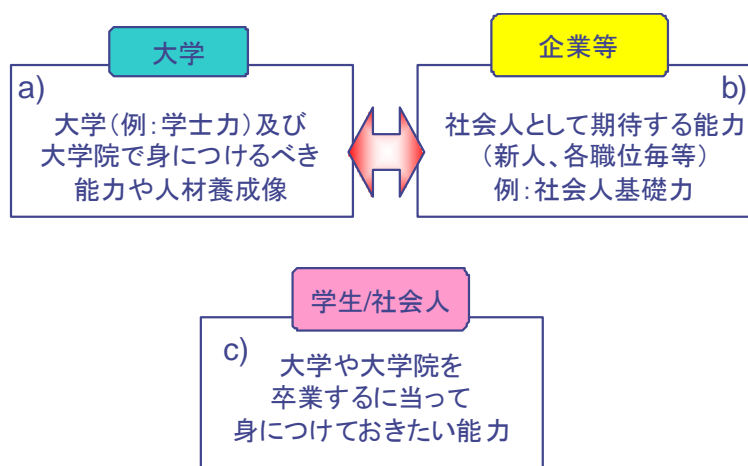 大学
a)
大学(例:学士力)及び
大学院で身につけるべき
能力や人材養成像
企業等
b)
社会人として期待する能力
(新人、各職位毎等)
例:社会人基礎力
学生/社会人
c)
大学や大学院を
卒業するに当って
身につけておきたい能力